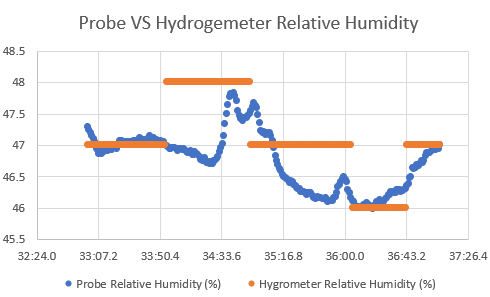 Probe VS Hydrogemeter Relative Humidity
48.5
48
47.5
47
46.5
46
45.5
32:24.0 33:07.2 33:50.4 34:33.6 35:16.8 36:00.0 36:43.2 37:26.4
Probe Relative Humidity (%) Hygrometer Relative Humidity (%)